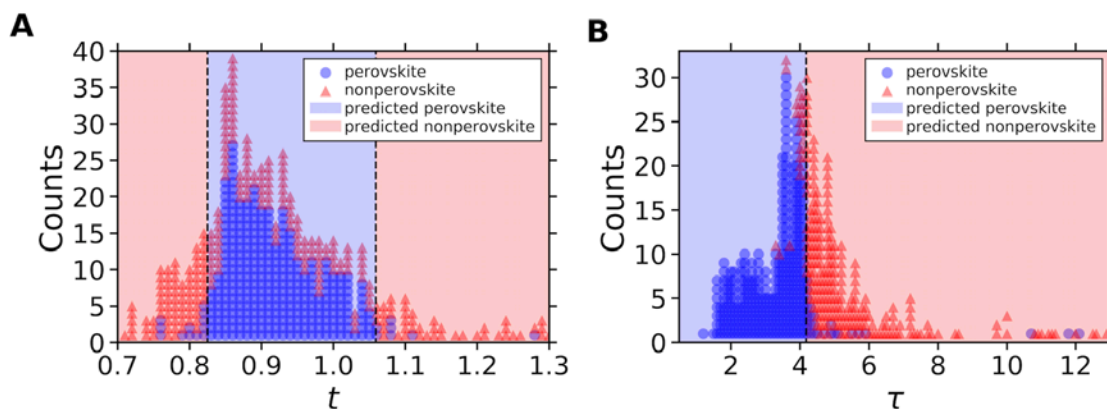 A
Counts
40
35
30
25
20
15
10
5
0
0.7 0.8 0.9 1.0 1.1 1.2 1.3
t
perovskite
nonperovskite
predicted perovskite
predicted nonperovskite
B
Counts
30
25
20
15
10
5
0
2 4 6 8 10 12
τ
perovskite
nonperovskite
predicted perovskite
predicted nonperovskite